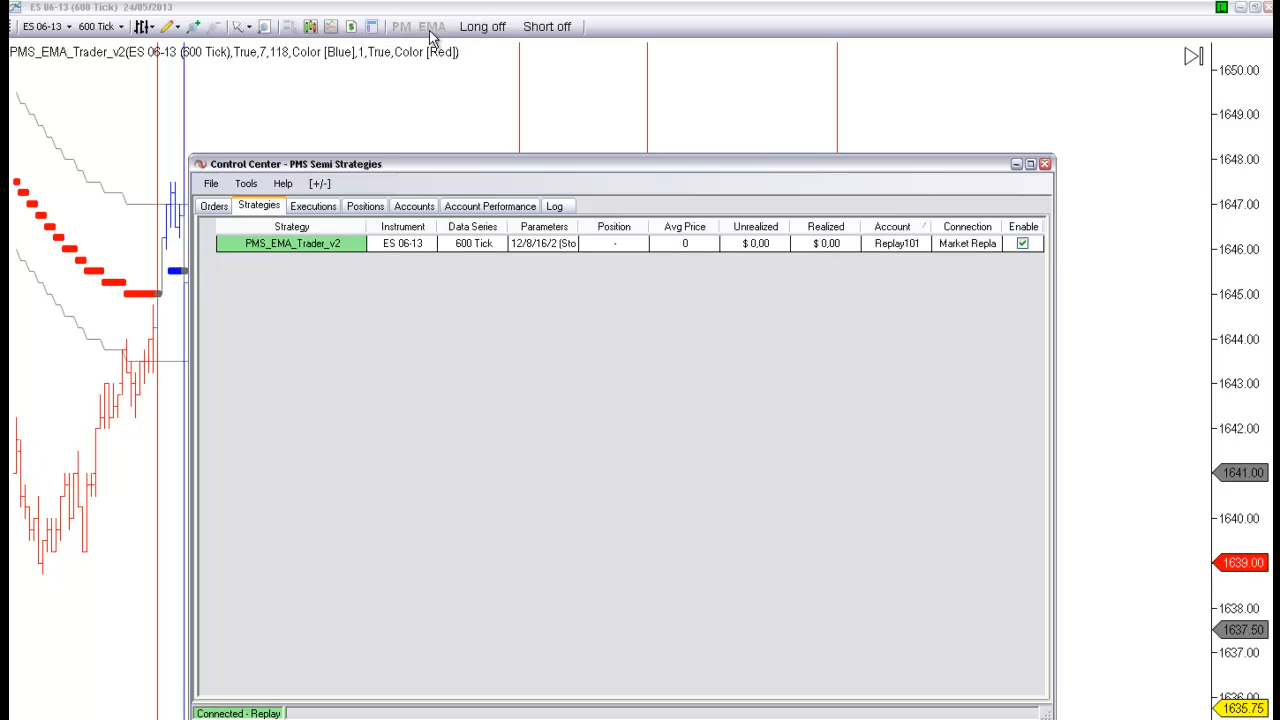 ES 06-13 (600 Tick) 24/05/2013
ES 06-13 600 Tick PM EMA Long off Short off
PMS_EMA_Trader_v2(ES 06-13 (600 Tick),True,7,118,Color [Blue],1,True,Color [Red])
1650.00
1649.00
1648.00
1647.00
1646.00
1645.00
1644.00
1643.00
1642.00
1641.00
1640.00
1639.00
1638.00
1637.50
1637.00
1636.00
1635.75
Control Center - PMS Semi Strategies
File Tools Help [+/-]
Orders Strategies Executions Positions Accounts Account Performance Log
Strategy Instrument Data Series Parameters Position Avg Price Unrealized Realized Account Connection Enable
PMS_EMA_Trader_v2 ES 06-13 600 Tick 12/8/16/2 (Sto - 0 $ 0,00 $ 0,00 Replay101 Market Repla
Connected - Replay